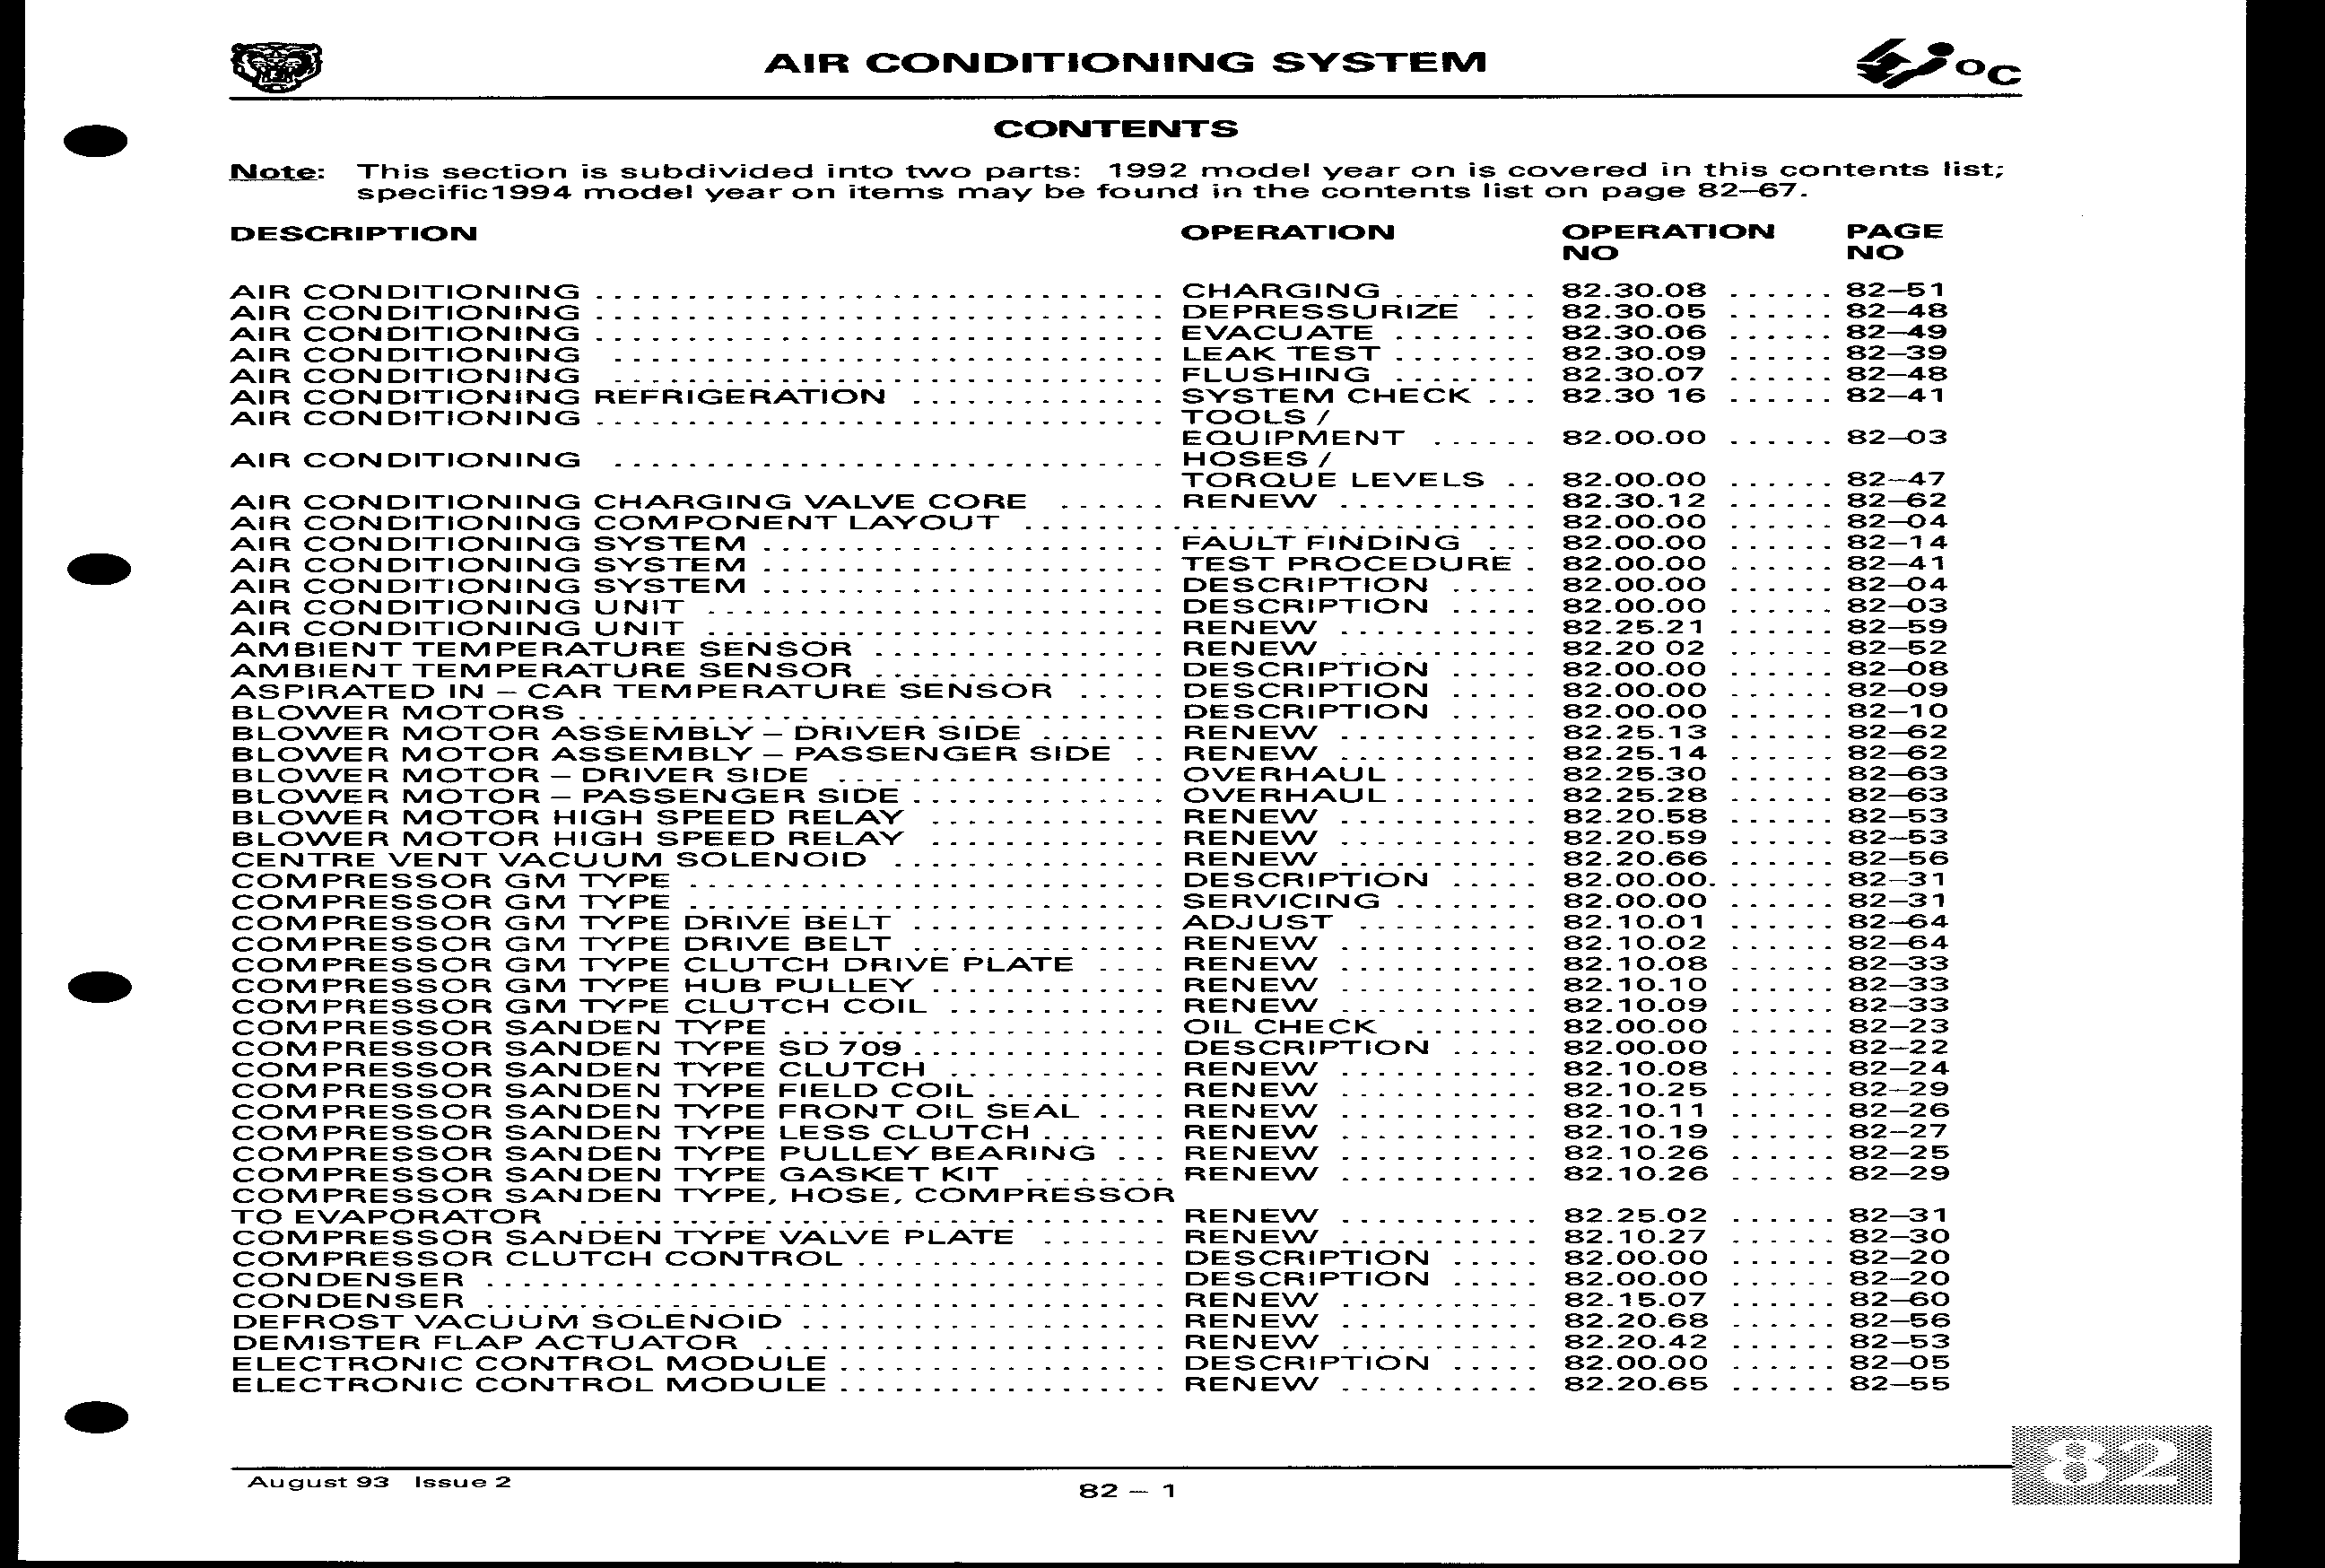 AIR CONDITIONING SYSTEM
°C
CONTENTS
Note: This section is subdivided into two parts: 1992 model year on is covered in this contents list;
specific1994 model year on items may be found in the contents list on page 82–67.
DESCRIPTION OPERATION OPERATION PAGE
NO NO
AIR CONDITIONING ............................... CHARGING ........ 82.30.08 ...... 82–51
AIR CONDITIONING ............................... DEPRESSURIZE ... 82.30.05 ...... 82–48
AIR CONDITIONING ............................... EVACUATE ........ 82.30.06 ...... 82–49
AIR CONDITIONING .............................. LEAK TEST ........ 82.30.09 ...... 82–39
AIR CONDITIONING .............................. FLUSHING ........ 82.30.07 ...... 82–48
AIR CONDITIONING REFRIGERATION .............. SYSTEM CHECK ... 82.30 16 ...... 82–41
AIR CONDITIONING ............................... TOOLS /
EQUIPMENT ...... 82.00.00 ...... 82–03
AIR CONDITIONING .............................. HOSES /
TORQUE LEVELS .. 82.00.00 ...... 82–47
AIR CONDITIONING CHARGING VALVE CORE ...... RENEW ........... 82.30.12 ...... 82–62
AIR CONDITIONING COMPONENT LAYOUT ............................ 82.00.00 ...... 82–04
AIR CONDITIONING SYSTEM ...................... FAULT FINDING ... 82.00.00 ...... 82–14
AIR CONDITIONING SYSTEM ...................... TEST PROCEDURE . 82.00.00 ...... 82–41
AIR CONDITIONING SYSTEM ...................... DESCRIPTION ..... 82.00.00 ...... 82–04
AIR CONDITIONING UNIT ......................... DESCRIPTION ..... 82.00.00 ...... 82–03
AIR CONDITIONING UNIT ......................... RENEW ........... 82.25.21 ...... 82–59
AMBIENT TEMPERATURE SENSOR ................ RENEW ........... 82.20 02 ...... 82–52
AMBIENT TEMPERATURE SENSOR ................ DESCRIPTION ..... 82.00.00 ...... 82–08
ASPIRATED IN – CAR TEMPERATURE SENSOR ..... DESCRIPTION ..... 82.00.00 ...... 82–09
BLOWER MOTORS ................................ DESCRIPTION ..... 82.00.00 ...... 82–10
BLOWER MOTOR ASSEMBLY – DRIVER SIDE ....... RENEW ........... 82.25.13 ...... 82–62
BLOWER MOTOR ASSEMBLY – PASSENGER SIDE .. RENEW ........... 82.25.14 ...... 82–62
BLOWER MOTOR – DRIVER SIDE .................. OVERHAUL ........ 82.25.30 ...... 82–63
BLOWER MOTOR – PASSENGER SIDE .............. OVERHAUL ........ 82.25.28 ...... 82–63
BLOWER MOTOR HIGH SPEED RELAY ............. RENEW ........... 82.20.58 ...... 82–53
BLOWER MOTOR HIGH SPEED RELAY ............. RENEW ........... 82.20.59 ...... 82–53
CENTRE VENT VACUUM SOLENOID ............... RENEW ........... 82.20.66 ...... 82–56
COMPRESSOR GM TYPE .......................... DESCRIPTION ..... 82.00.00. ...... 82–31
COMPRESSOR GM TYPE .......................... SERVICING ........ 82.00.00 ...... 82–31
COMPRESSOR GM TYPE DRIVE BELT .............. ADJUST .......... 82.10.01 ...... 82–64
COMPRESSOR GM TYPE DRIVE BELT .............. RENEW ........... 82.10.02 ...... 82–64
COMPRESSOR GM TYPE CLUTCH DRIVE PLATE .... RENEW ........... 82.10.08 ...... 82–33
COMPRESSOR GM TYPE HUB PULLEY ............. RENEW ........... 82.10.10 ...... 82–33
COMPRESSOR GM TYPE CLUTCH COIL ............ RENEW ........... 82.10.09 ...... 82–33
COMPRESSOR SANDEN TYPE ..................... OIL CHECK ....... 82.00.00 ...... 82–23
COMPRESSOR SANDEN TYPE SD 709 .............. DESCRIPTION ..... 82.00.00 ...... 82–22
COMPRESSOR SANDEN TYPE CLUTCH ............ RENEW ........... 82.10.08 ...... 82–24
COMPRESSOR SANDEN TYPE FIELD COIL .......... RENEW ........... 82.10.25 ...... 82–29
COMPRESSOR SANDEN TYPE FRONT OIL SEAL .... RENEW ........... 82.10.11 ...... 82–26
COMPRESSOR SANDEN TYPE LESS CLUTCH ....... RENEW ........... 82.10.19 ...... 82–27
COMPRESSOR SANDEN TYPE PULLEY BEARING ... RENEW ........... 82.10.26 ...... 82–25
COMPRESSOR SANDEN TYPE GASKET KIT ........ RENEW ........... 82.10.26 ...... 82–29
COMPRESSOR SANDEN TYPE, HOSE, COMPRESSOR
TO EVAPORATOR ................................ RENEW ........... 82.25.02 ...... 82–31
COMPRESSOR SANDEN TYPE VALVE PLATE ....... RENEW ........... 82.10.27 ...... 82–30
COMPRESSOR CLUTCH CONTROL ................. DESCRIPTION ..... 82.00.00 ...... 82–20
CONDENSER ..................................... DESCRIPTION ..... 82.00.00 ...... 82–20
CONDENSER ..................................... RENEW ........... 82.15.07 ...... 82–60
DEFROST VACUUM SOLENOID .................... RENEW ........... 82.20.68 ...... 82–56
DEMISTER FLAP ACTUATOR ...................... RENEW ........... 82.20.42 ...... 82–53
ELECTRONIC CONTROL MODULE .................. DESCRIPTION ..... 82.00.00 ...... 82–05
ELECTRONIC CONTROL MODULE .................. RENEW ........... 82.20.65 ...... 82–55
82
August 93 Issue 2
82 – 1